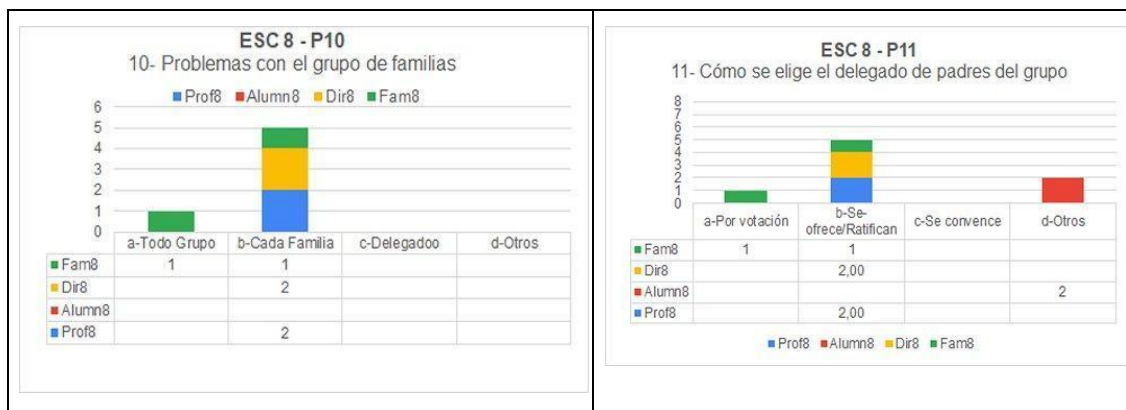 ESC 8 - P10
10- Problemas con el grupo de familias
Prof8 Alumn8 Dir8 Fam8
6
5
4
3
2
1
0
a-Todo Grupo b-Cada Familia c-Delegadoo d-Otros
Fam8 1 1
Dir8 2
Alumn8
Prof8 2
ESC 8 - P11
11- Cómo se elige el delegado de padres del grupo
8
7
6
5
4
3
2
1
0
a-Por votación b-Se-ofrece/Ratifican c-Se convence d-Otros
Fam8 1 1
Dir8 2,00
Alumn8 2
Prof8 2,00
Prof8 Alumn8 Dir8 Fam8